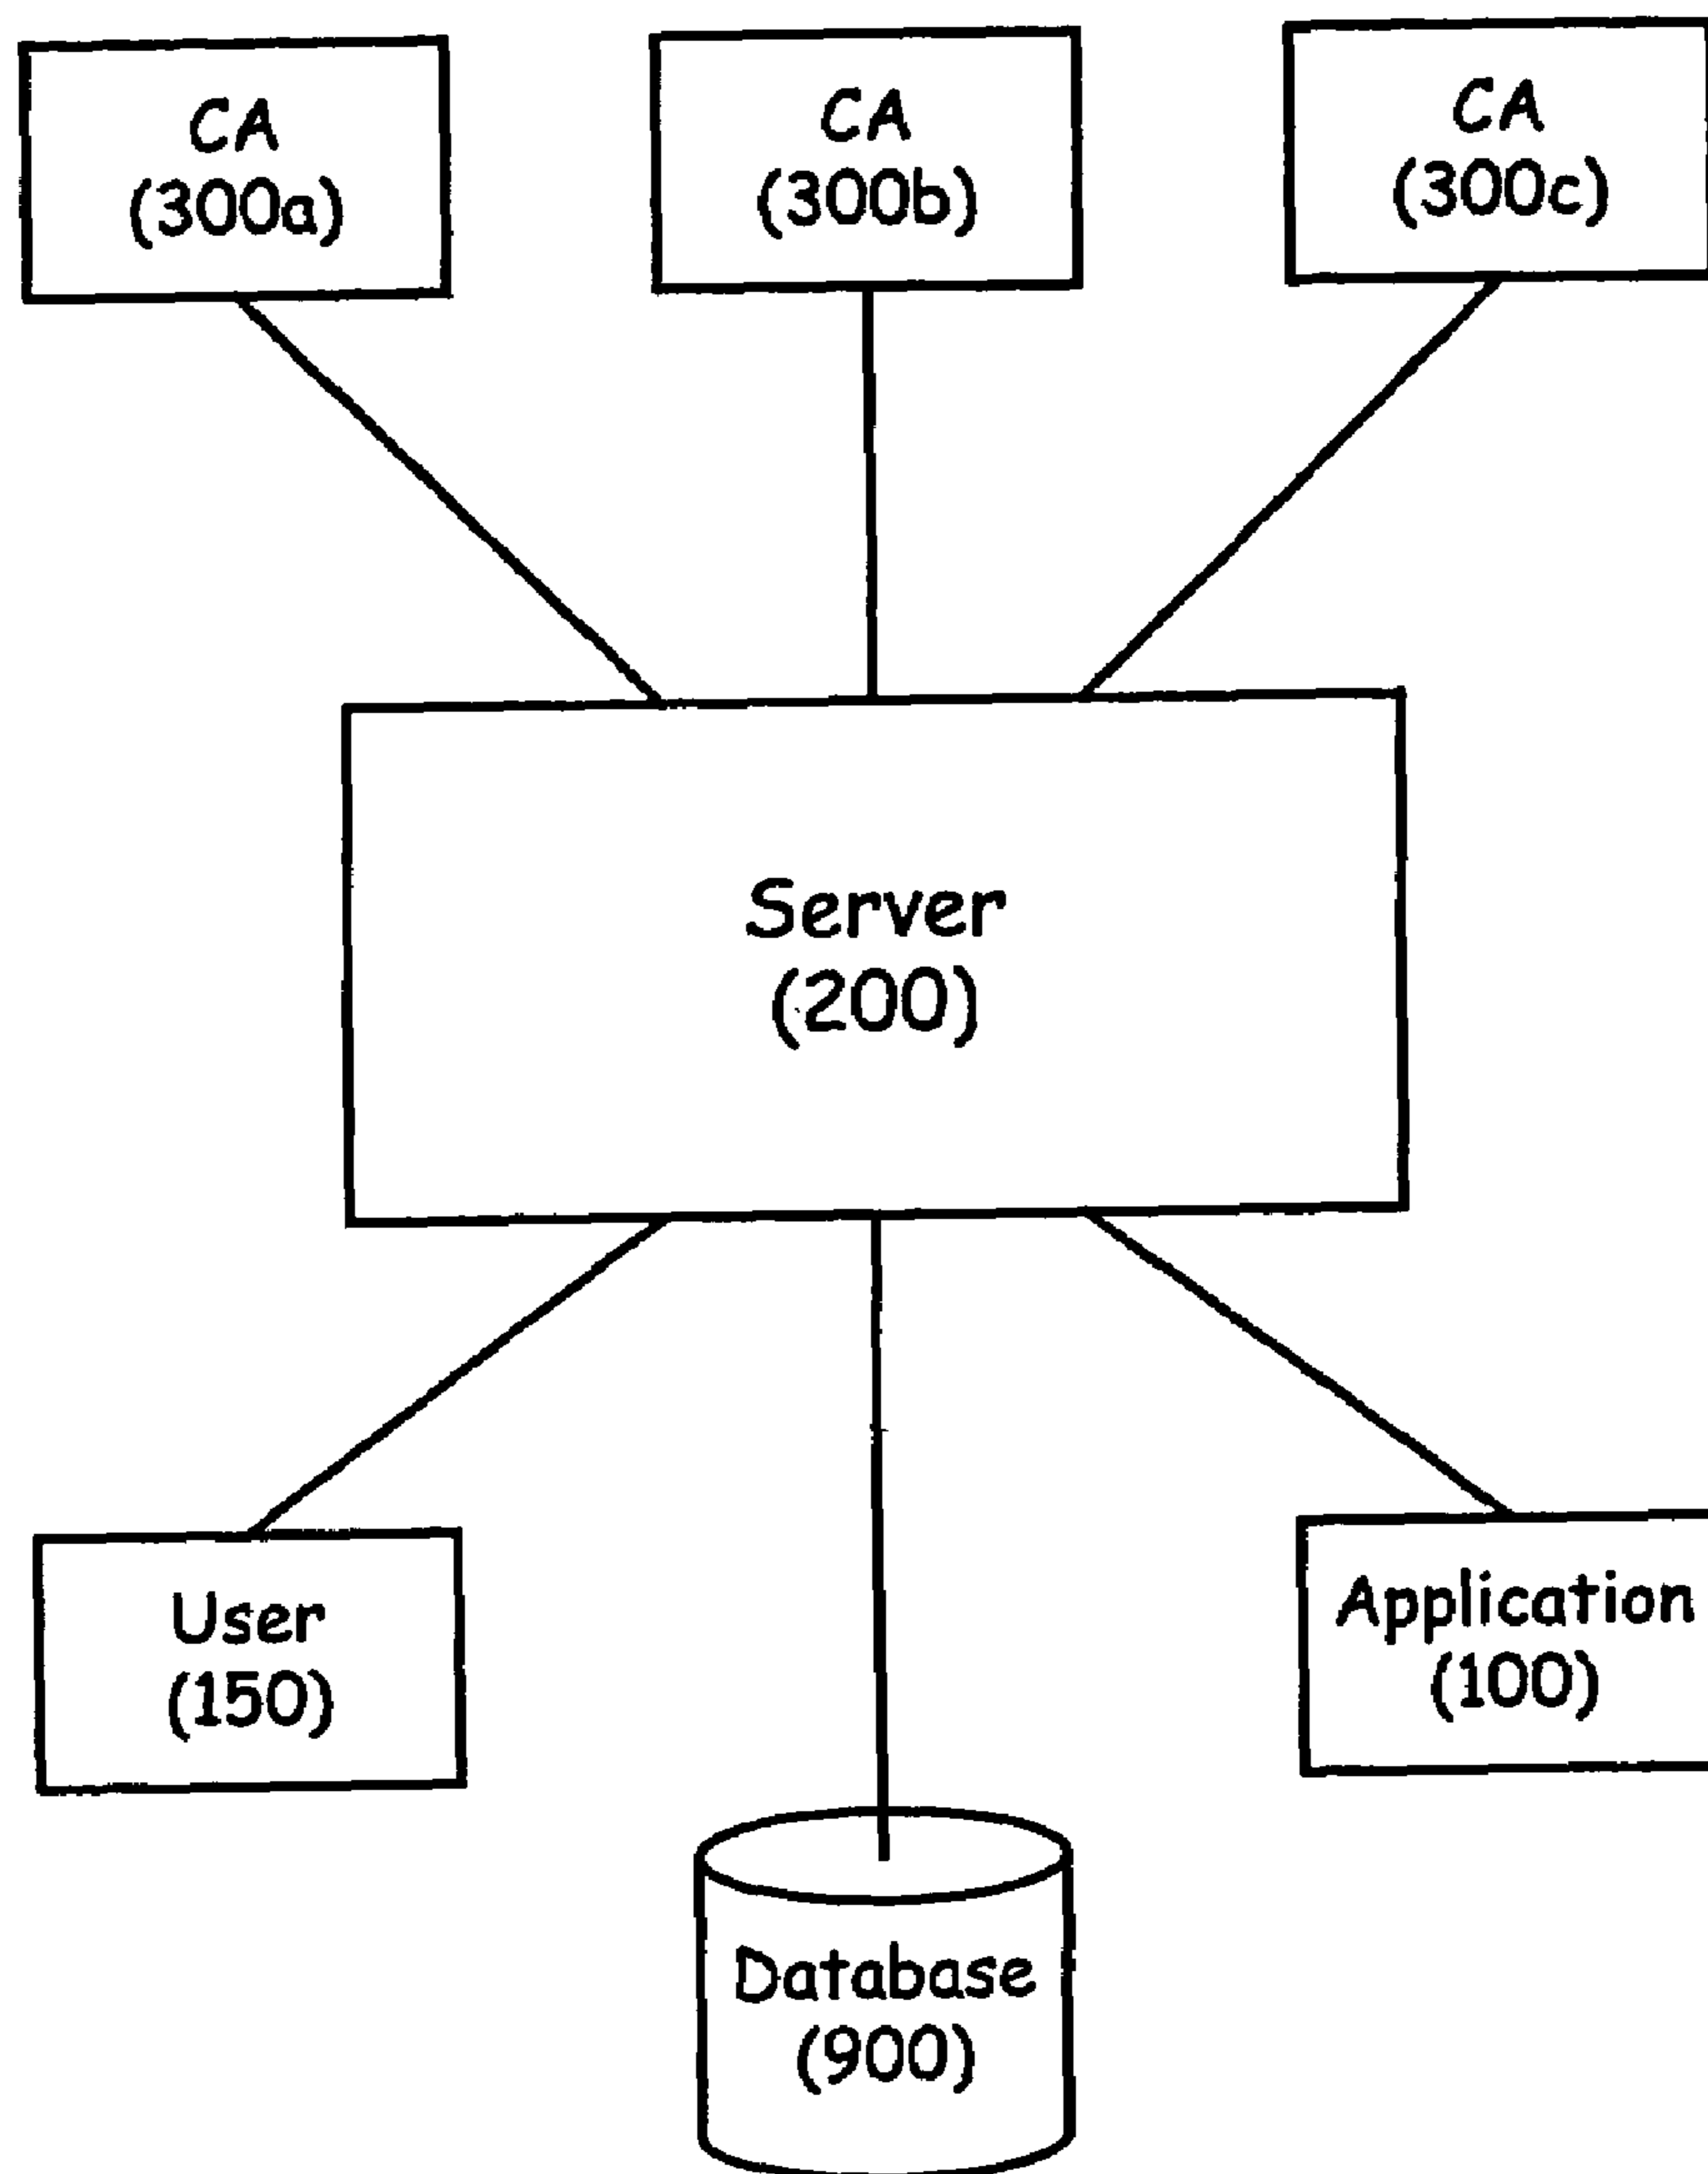 CA
(300a)
CA
(300b)
CA
(300c)
Server
(200)
User
(150)
Application
(100)
Database
(900)